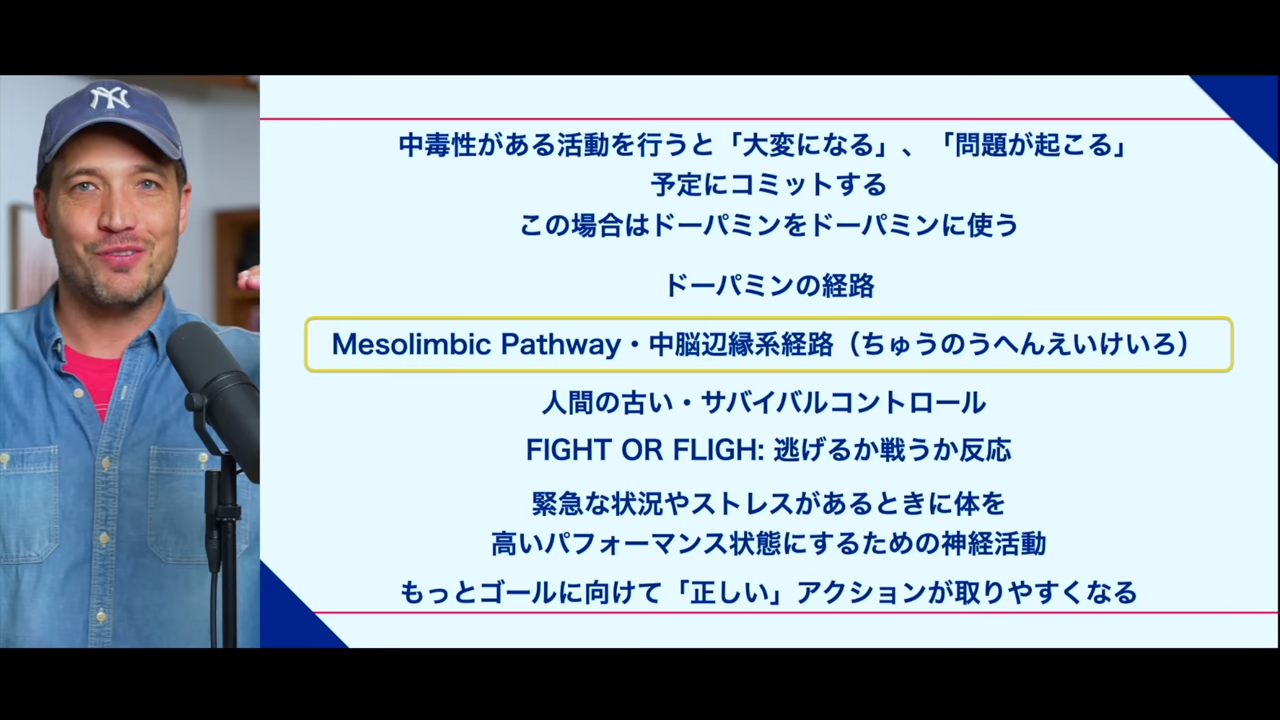 NY
中毒性がある活動を行うと「大変になる」、「問題が起こる」
予定にコミットする
この場合はドーパミンをドーパミンに使う
ドーパミンの経路
Mesolimbic Pathway・中脳辺縁系経路（ちゅうのうへんえいけいろ）
人間の古い・サバイバルコントロール
FIGHT OR FLIGH: 逃げるか戦うか反応
緊急な状況やストレスがあるときに体を
高いパフォーマンス状態にするための神経活動
もっとゴールに向けて「正しい」アクションが取りやすくなる